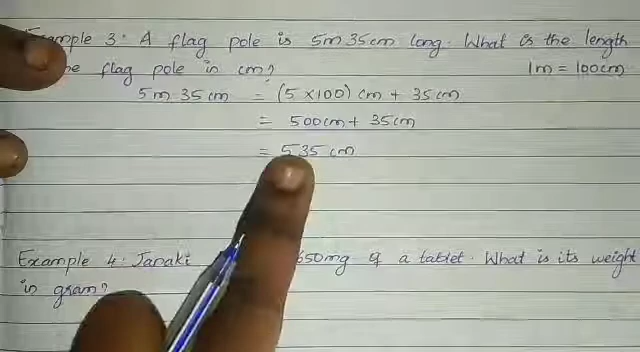 ample 3: A flag pole is 5m 35cm long. What is the length
flag pole in cm?
1m = 100cm
5m 35cm = (5 x 100) cm + 35cm
= 500cm + 35cm
= 535 cm
Example 4: Janaki 650mg of a tablet. What is its weight
in gram?